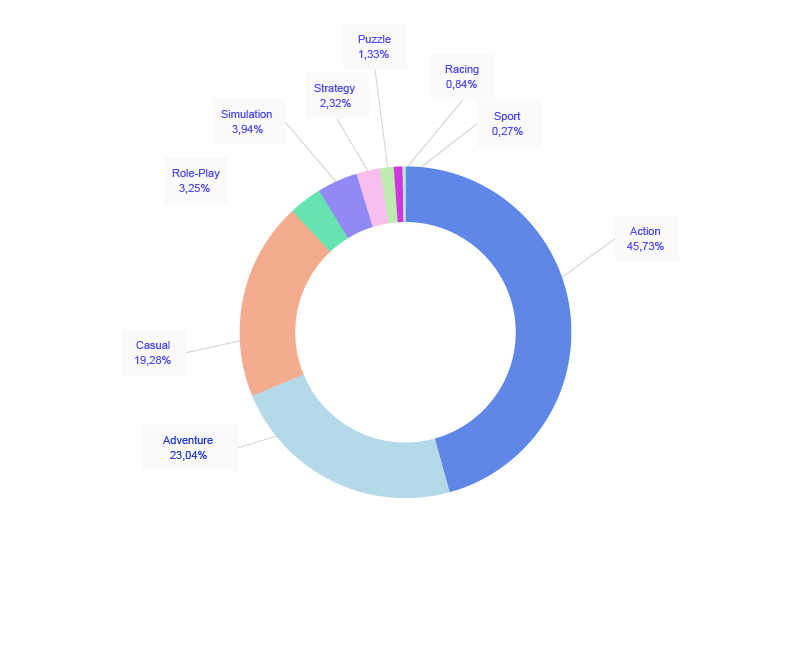 Puzzle
1,33%
Racing
0,84%
Strategy
2,32%
Simulation
3,94%
Sport
0,27%
Role-Play
3,25%
Action
45,73%
Casual
19,28%
Adventure
23,04%